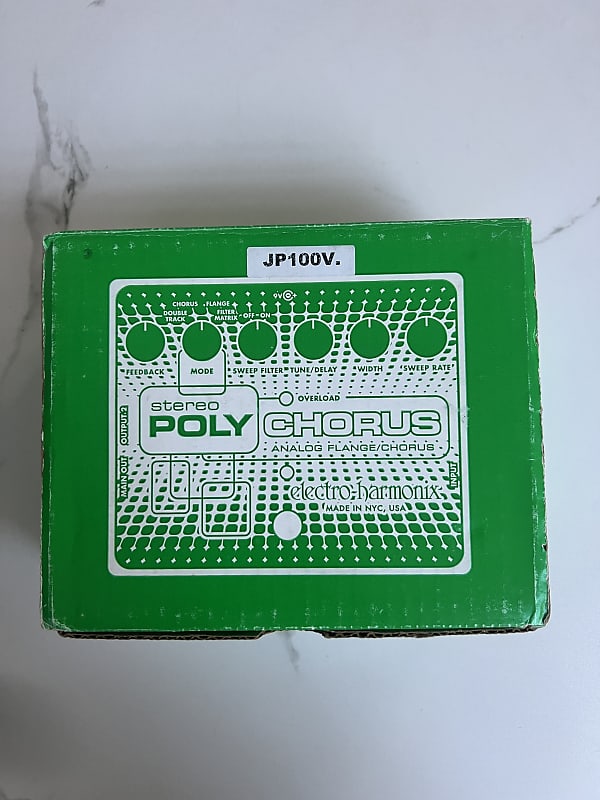 JP100V.
9V
CHORUS FLANGE
DOUBLE TRACK
FILTER MATRIX
OFF ON
FEEDBACK
MODE
SWEEP FILTER
TUNE/DELAY
WIDTH
SWEEP RATE
OVERLOAD
stereo
POLY CHORUS
ANALOG FLANGE/CHORUS
OUTPUT 2
MAIN OUT
INPUT
electro-harmonix
MADE IN NYC, USA